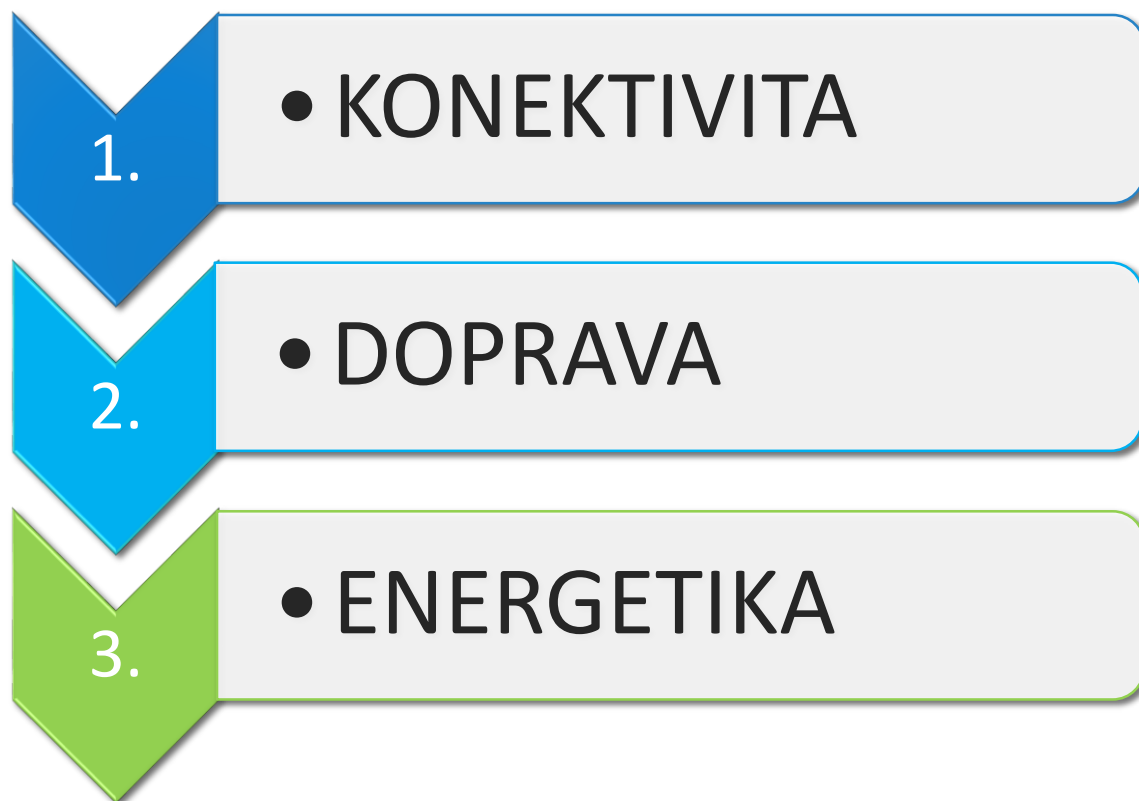 1.
• KONEKTIVITA
2.
• DOPRAVA
3.
• ENERGETIKA